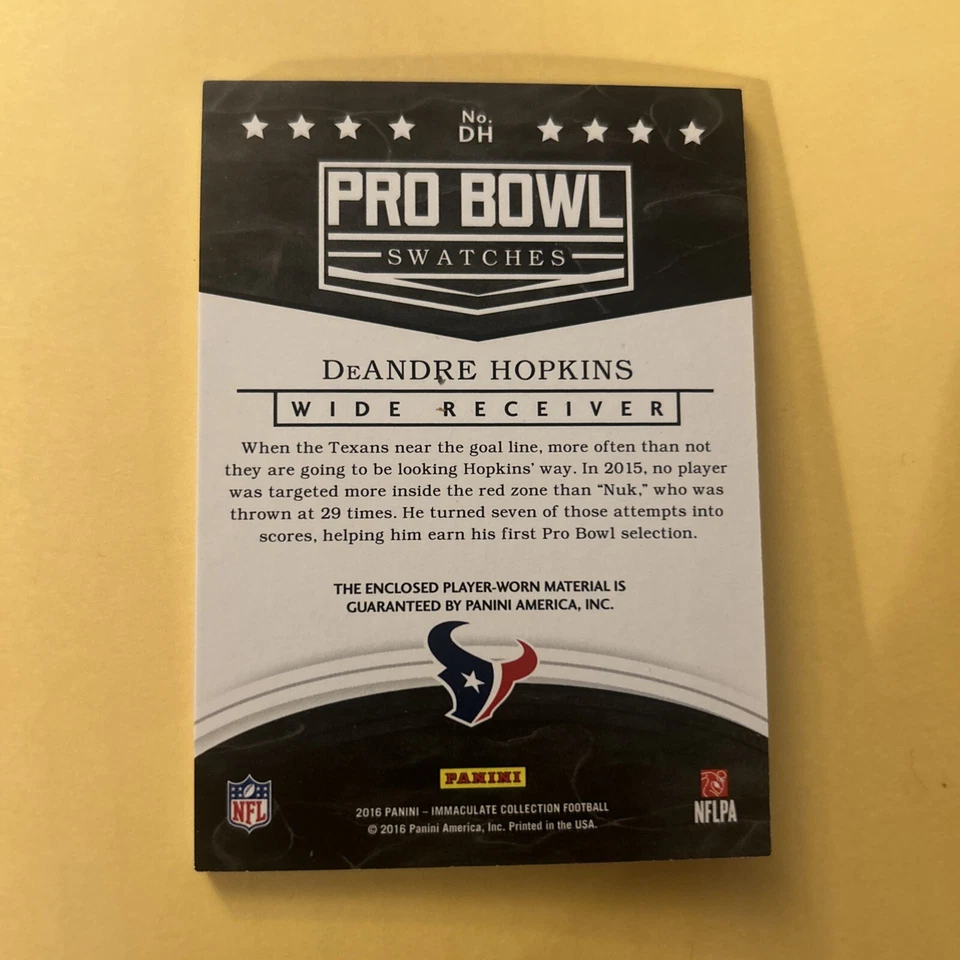 No.
DH
PRO BOWL
SWATCHES
DeANDRE HOPKINS
WIDE RECEIVER
When the Texans near the goal line, more often than not
they are going to be looking Hopkins' way. In 2015, no player
was targeted more inside the red zone than “Nuk,” who was
thrown at 29 times. He turned seven of those attempts into
scores, helping him earn his first Pro Bowl selection.
THE ENCLOSED PLAYER-WORN MATERIAL IS
GUARANTEED BY PANINI AMERICA, INC.
PANINI
NFL
2016 PANINI – IMMACULATE COLLECTION FOOTBALL
© 2016 Panini America, Inc. Printed in the USA.
NFLPA